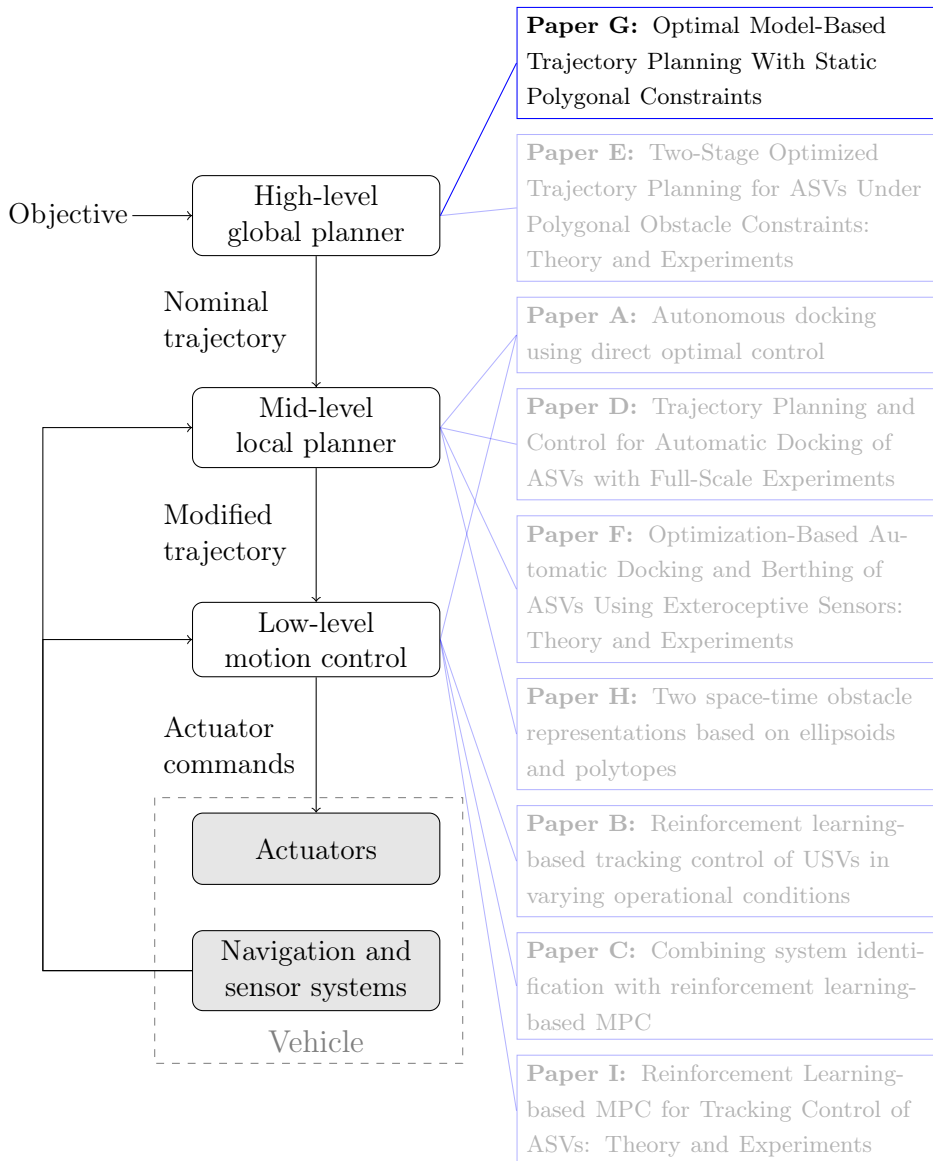 Objective
High-level
global planner
Nominal
trajectory
Mid-level
local planner
Modified
trajectory
Low-level
motion control
Actuator
commands
Actuators
Navigation and
sensor systems
Vehicle
Paper G: Optimal Model-Based
Trajectory Planning With Static
Polygonal Constraints
Paper E: Two-Stage Optimized
Trajectory Planning for ASVs Under
Polygonal Obstacle Constraints:
Theory and Experiments
Paper A: Autonomous docking
using direct optimal control
Paper D: Trajectory Planning and
Control for Automatic Docking of
ASVs with Full-Scale Experiments
Paper F: Optimization-Based Au-
tomatic Docking and Berthing of
ASVs Using Exteroceptive Sensors:
Theory and Experiments
Paper H: Two space-time obstacle
representations based on ellipsoids
and polytopes
Paper B: Reinforcement learning-
based tracking control of USVs in
varying operational conditions
Paper C: Combining system identi-
fication with reinforcement learning-
based MPC
Paper I: Reinforcement Learning-
based MPC for Tracking Control of
ASVs: Theory and Experiments